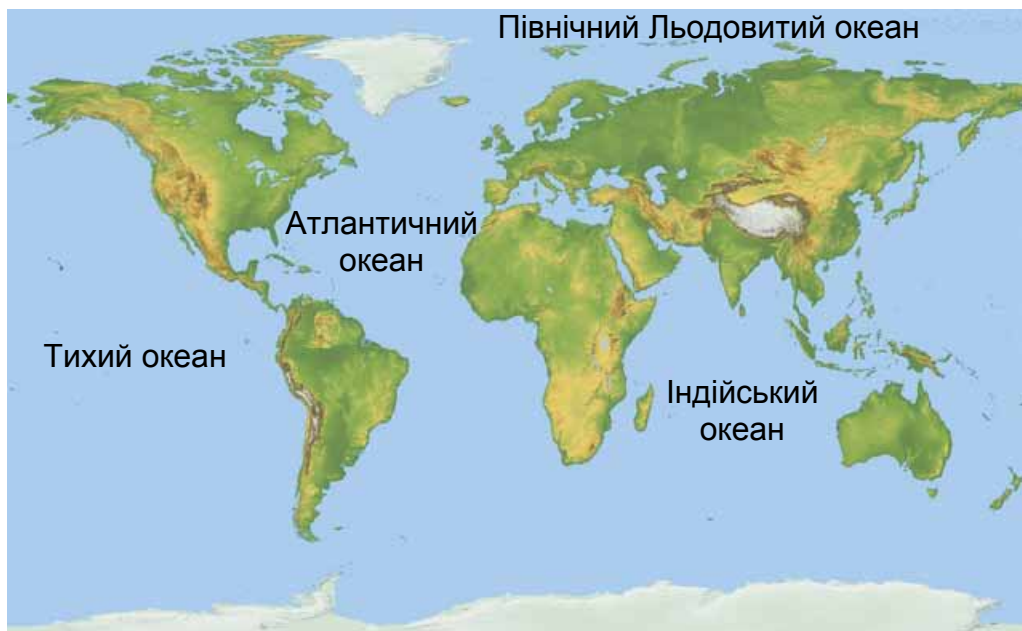 Північний Льодовитий океан
Атлантичний
океан
Тихий океан
Індійський
океан